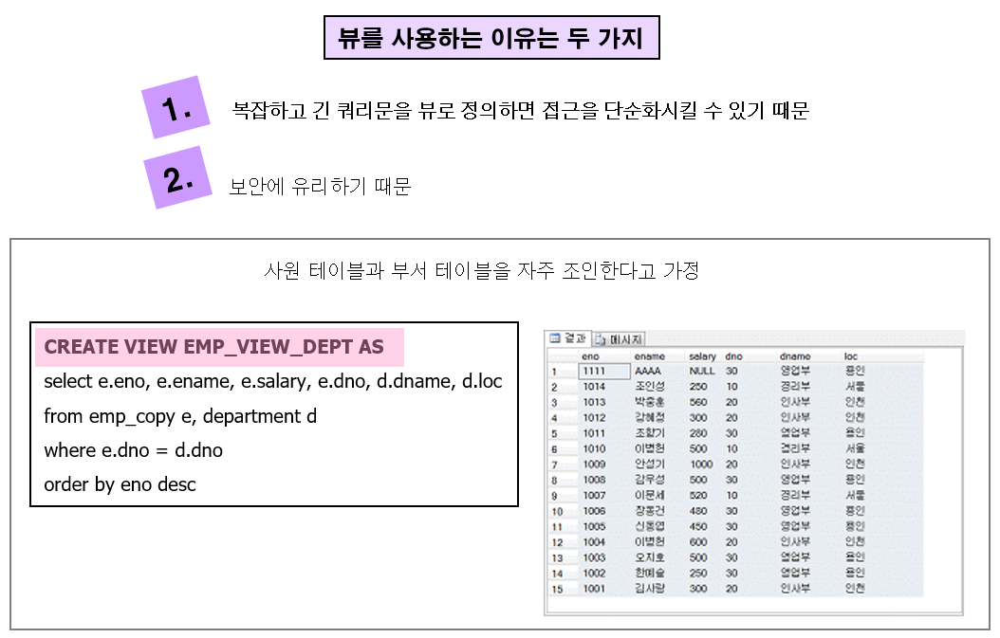 뷰를 사용하는 이유는 두 가지
1. 복잡하고 긴 쿼리문을 뷰로 정의하면 접근을 단순화시킬 수 있기 때문
2. 보안에 유리하기 때문
사원 테이블과 부서 테이블을 자주 조인한다고 가정
CREATE VIEW EMP_VIEW_DEPT AS
select e.eno, e.ename, e.salary, e.dno, d.dname, d.loc
from emp_copy e, department d
where e.dno = d.dno
order by eno desc
결과 메시지
eno ename salary dno dname loc
1 1111 AAAA NULL 30 영업부 용인
2 1014 조인성 250 10 경리부 서울
3 1013 박중훈 560 20 인사부 인천
4 1012 강혜정 300 20 인사부 인천
5 1011 조향기 280 30 영업부 용인
6 1010 이병헌 500 10 경리부 서울
7 1009 안성기 1000 20 인사부 인천
8 1008 감우성 500 30 영업부 용인
9 1007 이문세 520 10 경리부 서울
10 1006 장동건 480 30 영업부 용인
11 1005 신동엽 450 30 영업부 용인
12 1004 이병헌 600 20 인사부 인천
13 1003 오지호 500 30 영업부 용인
14 1002 한예슬 250 30 영업부 용인
15 1001 김사랑 300 20 인사부 인천